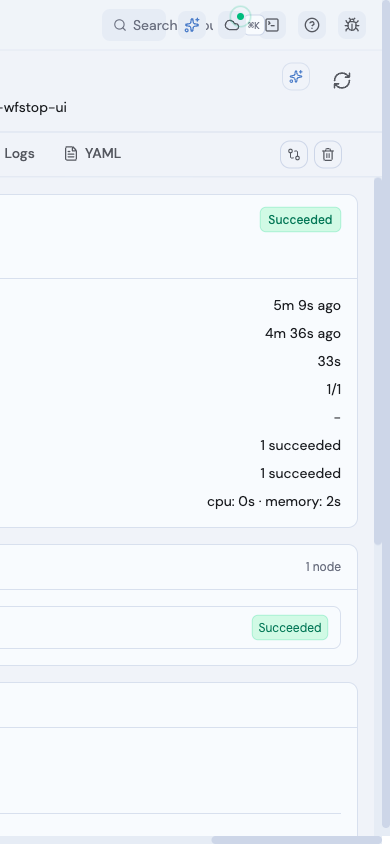 Search
⌘K
-wfstop-ui
Logs
YAML
Succeeded
5m 9s ago
4m 36s ago
33s
1/1
-
1 succeeded
1 succeeded
cpu: 0s · memory: 2s
1 node
Succeeded